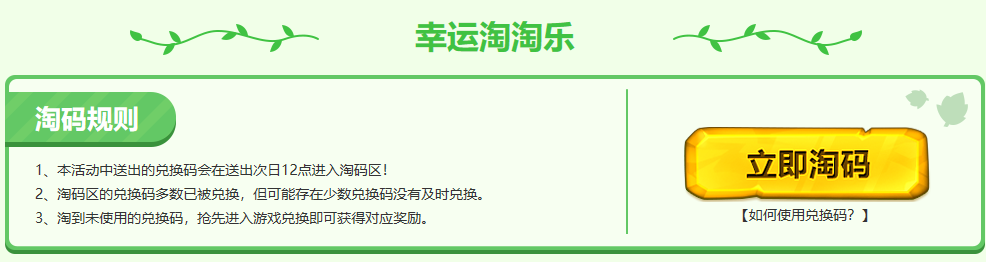 幸运淘淘乐
淘码规则
1、本活动中送出的兑换码会在送出次日12点进入淘码区！
2、淘码区的兑换码多数已被兑换，但可能存在少数兑换码没有及时兑换。
3、淘到未使用的兑换码，抢先进入游戏兑换即可获得对应奖励。
立即淘码
【如何使用兑换码？】